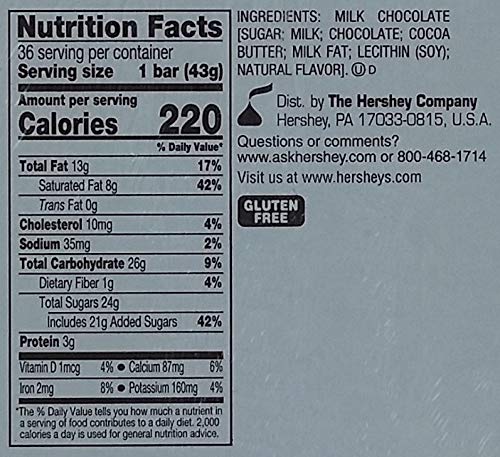 Nutrition Facts
36 serving per container
Serving size 1 bar (43g)
Amount per serving
Calories 220
% Daily Value*
Total Fat 13g 17%
Saturated Fat 8g 42%
Trans Fat 0g
Cholesterol 10mg 4%
Sodium 35mg 2%
Total Carbohydrate 26g 9%
Dietary Fiber 1g 4%
Total Sugars 24g
Includes 21g Added Sugars 42%
Protein 3g
Vitamin D 1mcg 4% • Calcium 87mg 6%
Iron 2mg 8% • Potassium 160mg 4%
*The % Daily Value tells you how much a nutrient in
a serving of food contributes to a daily diet. 2,000
calories a day is used for general nutrition advice.
INGREDIENTS: MILK CHOCOLATE
[SUGAR; MILK; CHOCOLATE; COCOA
BUTTER; MILK FAT; LECITHIN (SOY);
NATURAL FLAVOR]. Ⓤ D
Dist. by The Hershey Company
Hershey, PA 17033-0815, U.S.A.
Questions or comments?
www.askhershey.com or 800-468-1714
Visit us at www.hersheys.com
GLUTEN
FREE